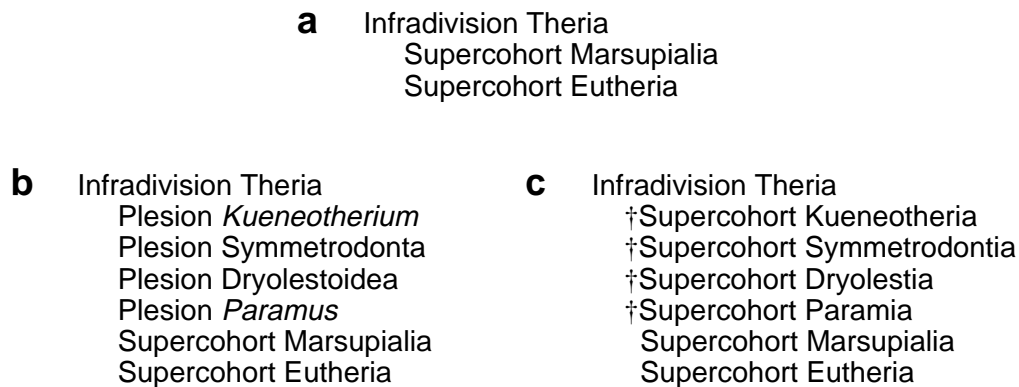 a Infradivision Theria
Supercohort Marsupialia
Supercohort Eutheria
b Infradivision Theria
Plesion Kueneotherium
Plesion Symmetrodonta
Plesion Dryolestoidea
Plesion Paramus
Supercohort Marsupialia
Supercohort Eutheria
c Infradivision Theria
†Supercohort Kueneotheria
†Supercohort Symmetrodontia
†Supercohort Dryolestia
†Supercohort Paramia
Supercohort Marsupialia
Supercohort Eutheria